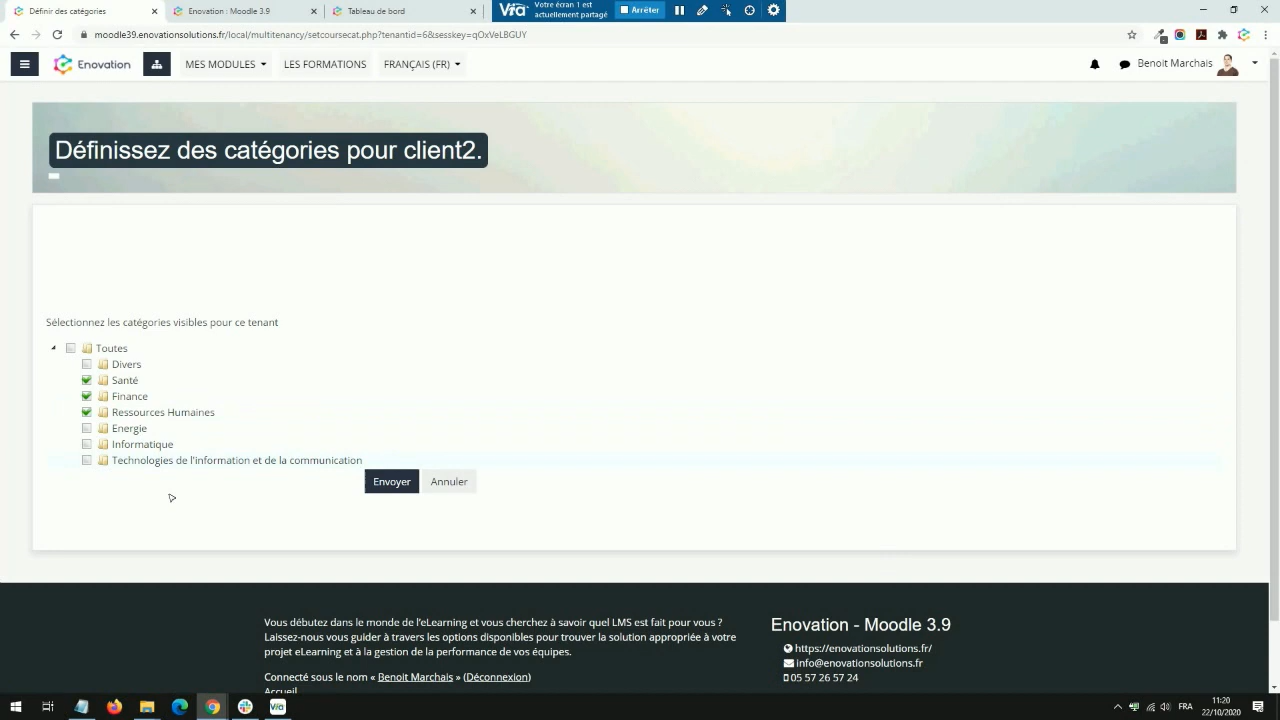 Définir des catégories
Enovation : Moodle 3.9
Tableau de bord
Vra
Votre écran 1 est
actuellement partagé
Arrêter
moodle39.enovationsolutions.fr/local/multitenancy/setcoursecat.php?tenantid=6&sesskey=qOxVeLBGUY
Enovation
MES MODULES
LES FORMATIONS
FRANÇAIS (FR)
Benoit Marchais
Définissez des catégories pour client2.
Sélectionnez les catégories visibles pour ce tenant
Toutes
Divers
Santé
Finance
Ressources Humaines
Energie
Informatique
Technologies de l'information et de la communication
Envoyer
Annuler
Vous débutez dans le monde de l'eLearning et vous cherchez à savoir quel LMS est fait pour vous ?
Laissez-nous vous guider à travers les options disponibles pour trouver la solution appropriée à votre
projet eLearning et à la gestion de la performance de vos équipes.
Connecté sous le nom « Benoit Marchais » (Déconnexion)
Accueil
Enovation - Moodle 3.9
https://enovationsolutions.fr/
info@enovationsolutions.fr
05 57 26 57 24
Vra
FRA
11:20
22/10/2020